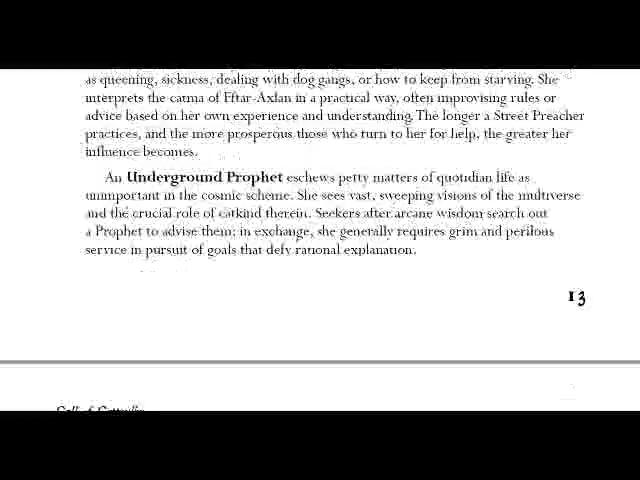 as queening, sickness, dealing with dog gangs, or how to keep from starving. She
interprets the catma of Fftar-Axlan in a practical way, often improvising rules or
advice based on her own experience and understanding. The longer a Street Preacher
practices, and the more prosperous those who turn to her for help, the greater her
influence becomes.
An Underground Prophet eschews petty matters of quotidian life as
unimportant in the cosmic scheme. She sees vast, sweeping visions of the multiverse
and the crucial role of catkind therein. Seekers after arcane wisdom search out
a Prophet to advise them; in exchange, she generally requires grim and perilous
service in pursuit of goals that defy rational explanation.
13